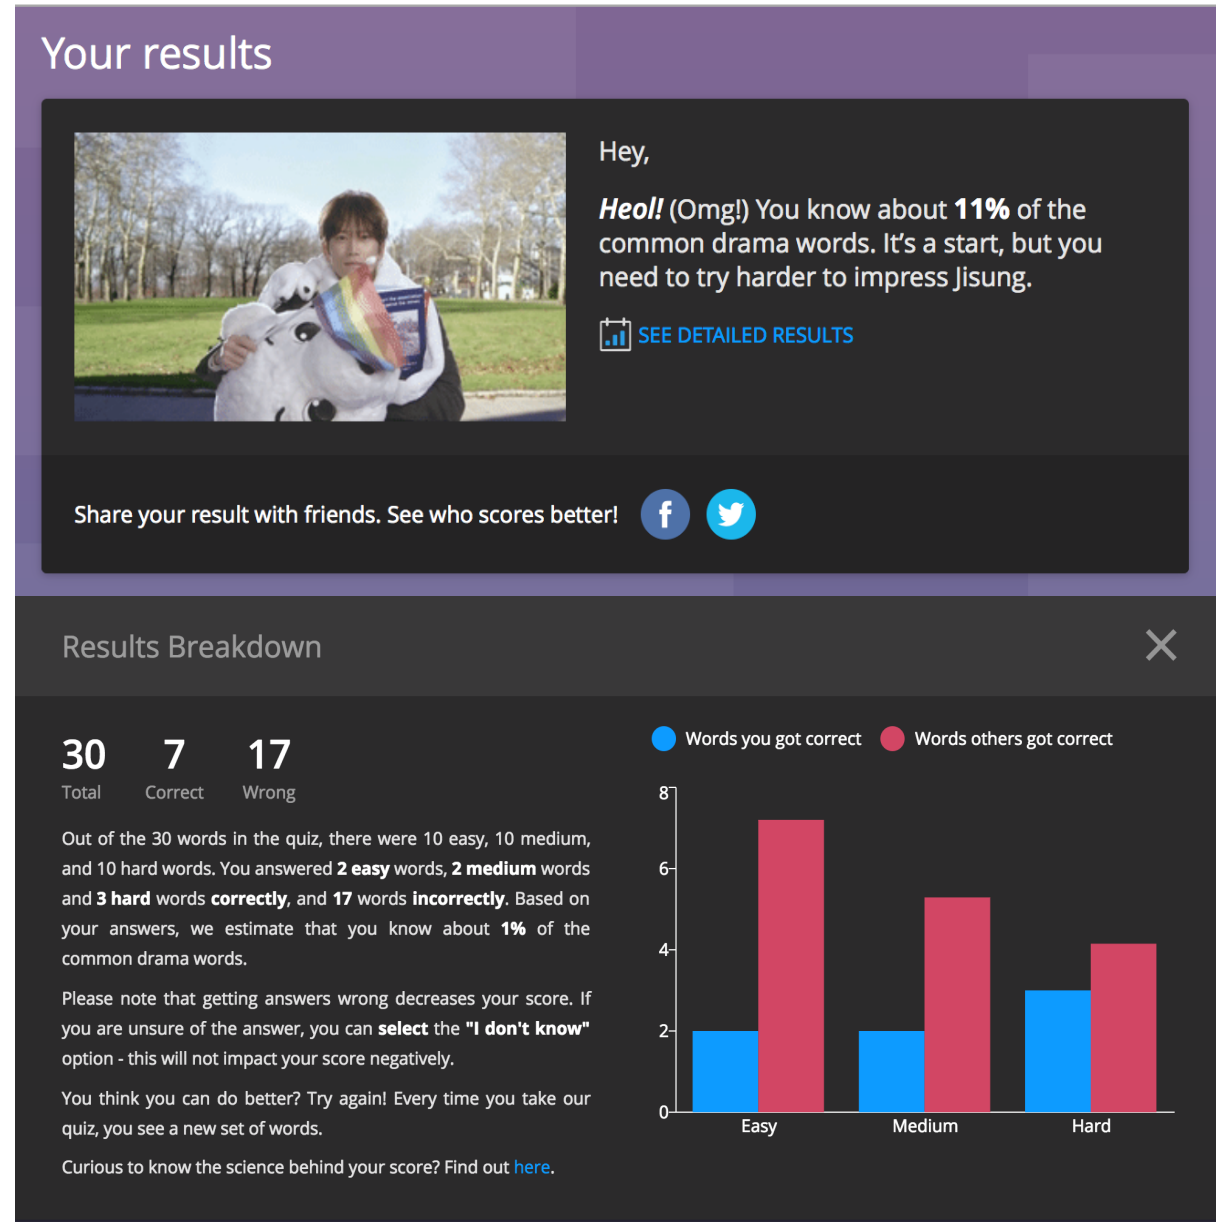 Your results
Hey,
Heol! (Omg!) You know about 11% of the
common drama words. It's a start, but you
need to try harder to impress Jisung.
SEE DETAILED RESULTS
Share your result with friends. See who scores better!
Results Breakdown
30 7 17
Total Correct Wrong
Out of the 30 words in the quiz, there were 10 easy, 10 medium,
and 10 hard words. You answered 2 easy words, 2 medium words
and 3 hard words correctly, and 17 words incorrectly. Based on
your answers, we estimate that you know about 1% of the
common drama words.
Please note that getting answers wrong decreases your score. If
you are unsure of the answer, you can select the "I don't know"
option - this will not impact your score negatively.
You think you can do better? Try again! Every time you take our
quiz, you see a new set of words.
Curious to know the science behind your score? Find out here.
Words you got correct Words others got correct
8
6
4
2
0
Easy Medium Hard